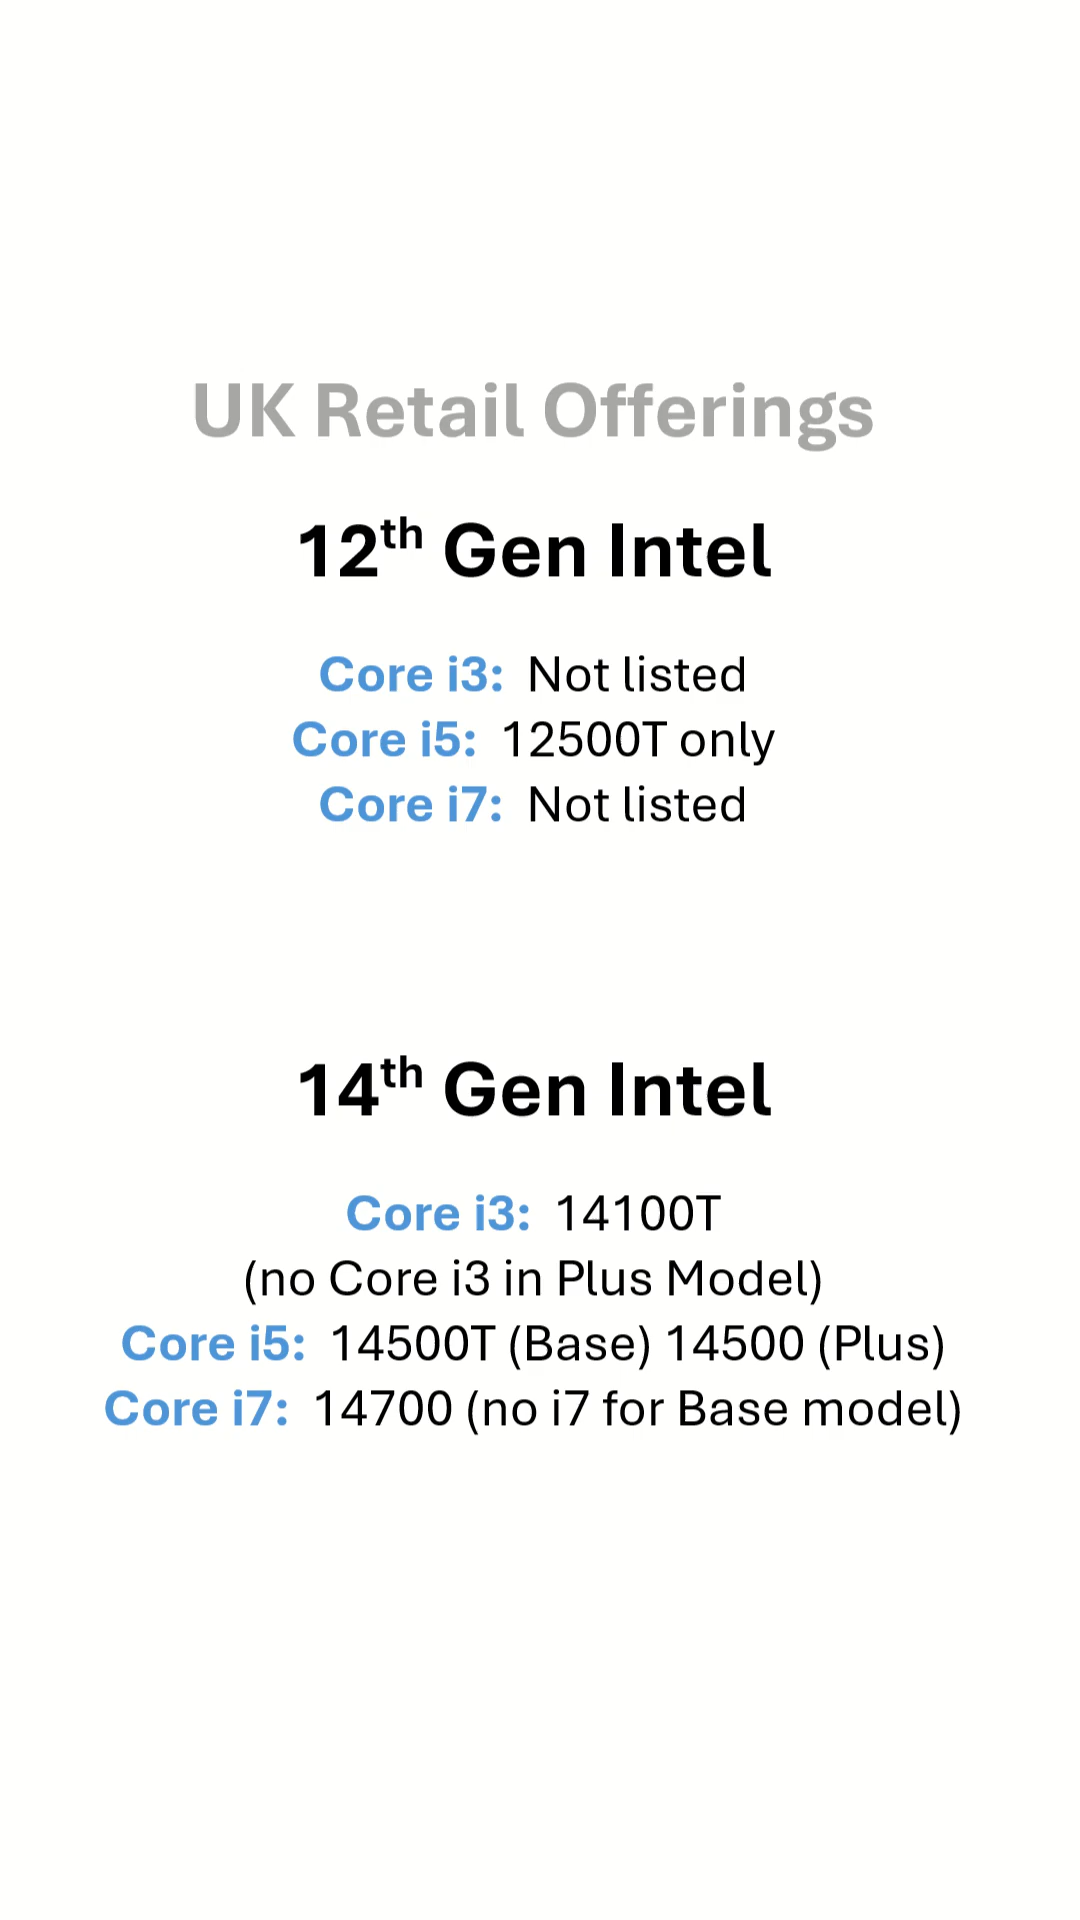 UK Retail Offerings
12th Gen Intel
Core i3: Not listed
Core i5: 12500T only
Core i7: Not listed
14th Gen Intel
Core i3: 14100T
(no Core i3 in Plus Model)
Core i5: 14500T (Base) 14500 (Plus)
Core i7: 14700 (no i7 for Base model)